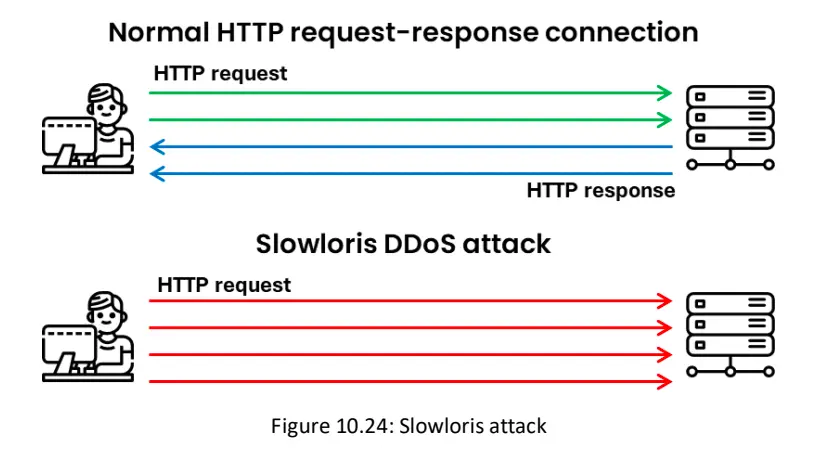 Normal HTTP request-response connection
HTTP request
HTTP response
Slowloris DDoS attack
HTTP request
Figure 10.24: Slowloris attack